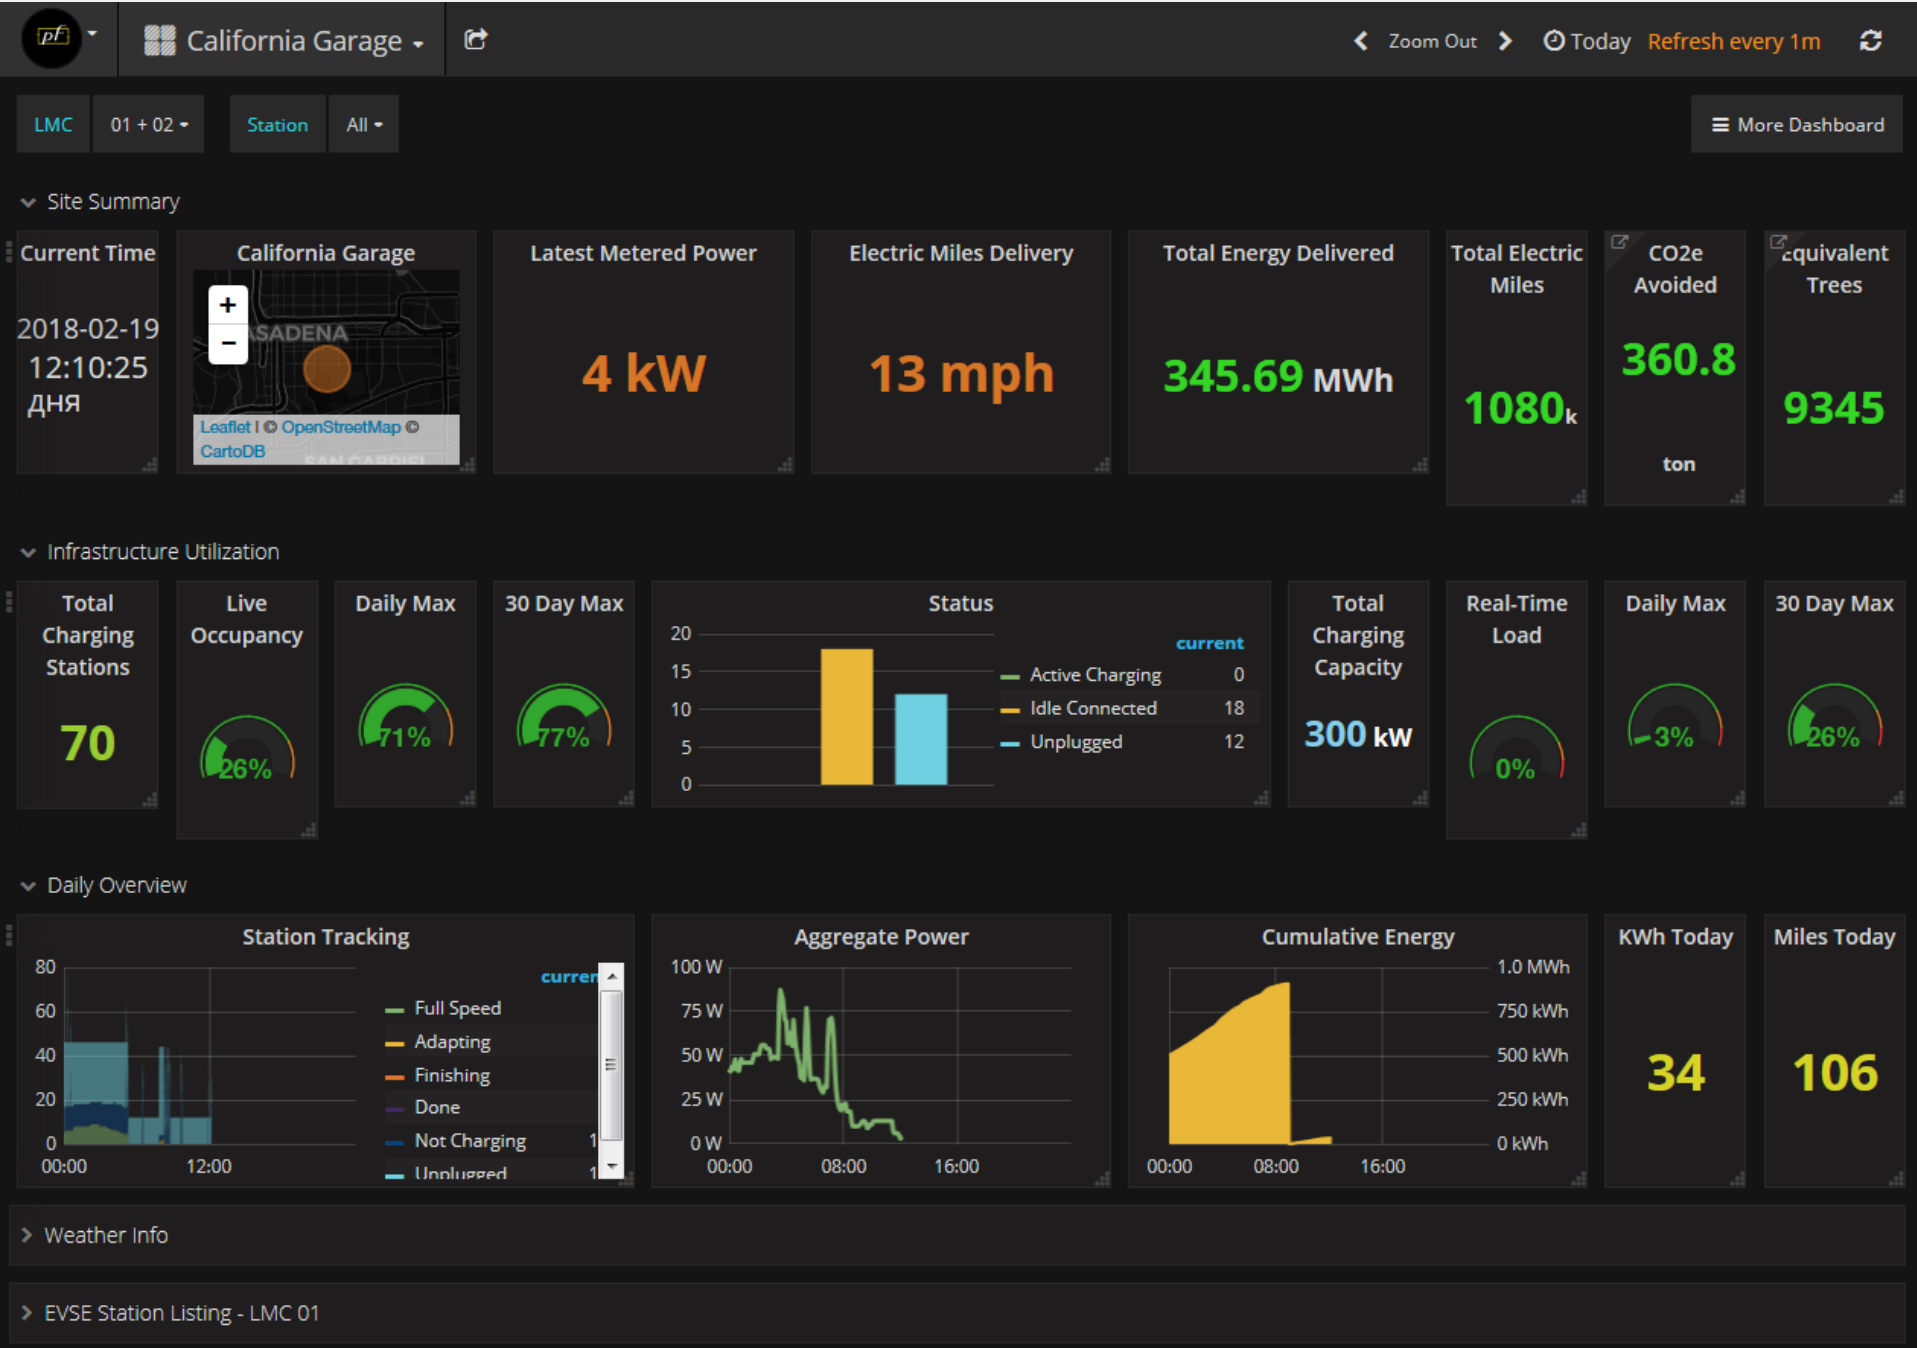 pf
California Garage
Zoom Out
Today
Refresh every 1m
LMC
01 + 02
Station
All
More Dashboard
Site Summary
Current Time
2018-02-19
12:10:25
ДНЯ
California Garage
+
−
ASADENA
Leaflet | © OpenStreetMap ©
CartoDB
SAN GABRIEL
Latest Metered Power
4 kW
Electric Miles Delivery
13 mph
Total Energy Delivered
345.69 MWh
Total Electric
Miles
1080k
CO2e
Avoided
360.8
ton
Equivalent
Trees
9345
Infrastructure Utilization
Total
Charging
Stations
70
Live
Occupancy
26%
Daily Max
71%
30 Day Max
77%
Status
20
15
10
5
0
current
Active Charging 0
Idle Connected 18
Unplugged 12
Total
Charging
Capacity
300 kW
Real-Time
Load
0%
Daily Max
3%
30 Day Max
26%
Daily Overview
Station Tracking
80
60
40
20
0
00:00
12:00
curren
Full Speed
Adapting
Finishing
Done
Not Charging 1
Unplugged 1
Aggregate Power
100 W
75 W
50 W
25 W
0 W
00:00
08:00
16:00
Cumulative Energy
1.0 MWh
750 kWh
500 kWh
250 kWh
0 kWh
00:00
08:00
16:00
KWh Today
34
Miles Today
106
Weather Info
EVSE Station Listing - LMC 01